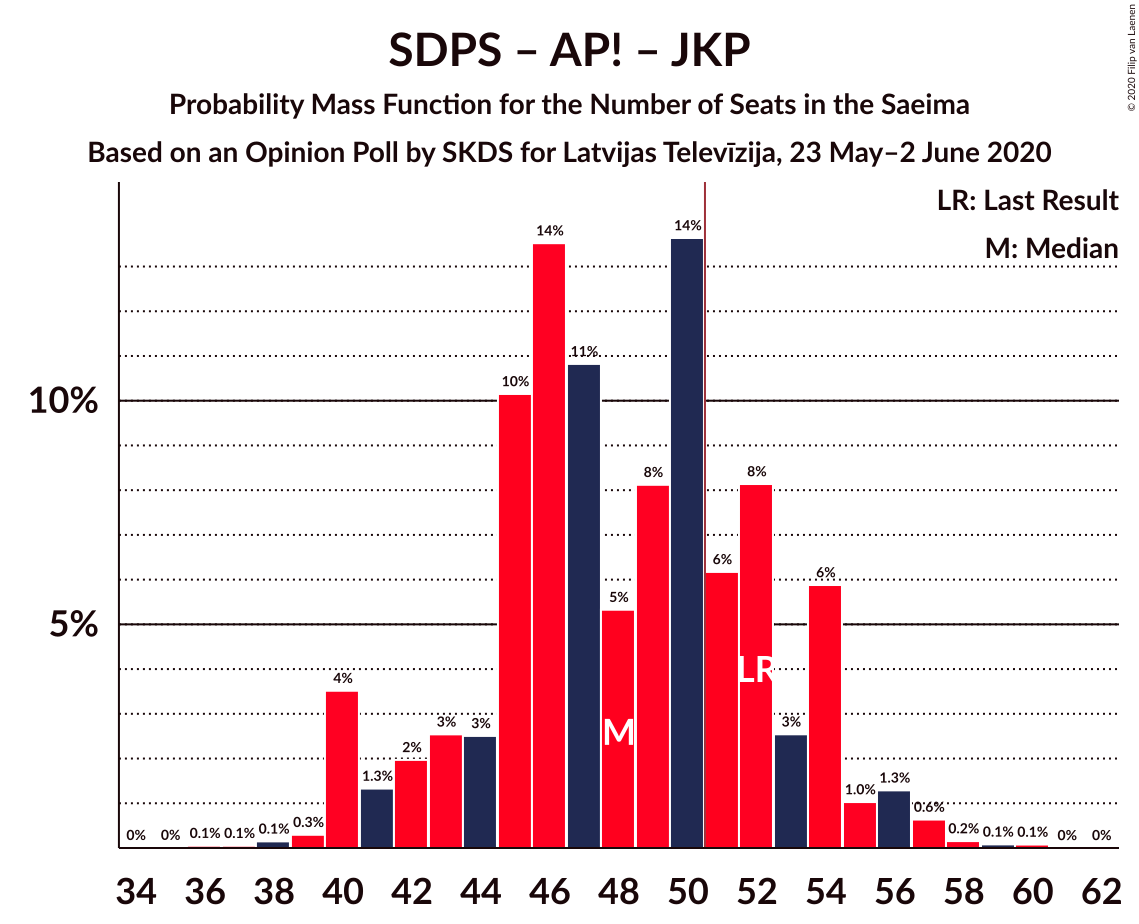 SDPS – AP! – JKP
Probability Mass Function for the Number of Seats in the Saeima
Based on an Opinion Poll by SKDS for Latvijas Televīzija, 23 May–2 June 2020
© 2020 Filip van Laenen
LR: Last Result
M: Median
10%
5%
0% 0% 0.1% 0.1% 0.1% 0.3% 4% 1.3% 2% 3% 3% 10% 14% 11% 5% 8% 14% 6% 8% 3% 6% 1.0% 1.3% 0.6% 0.2% 0.1% 0.1% 0% 0%
LR
M
34 36 38 40 42 44 46 48 50 52 54 56 58 60 62